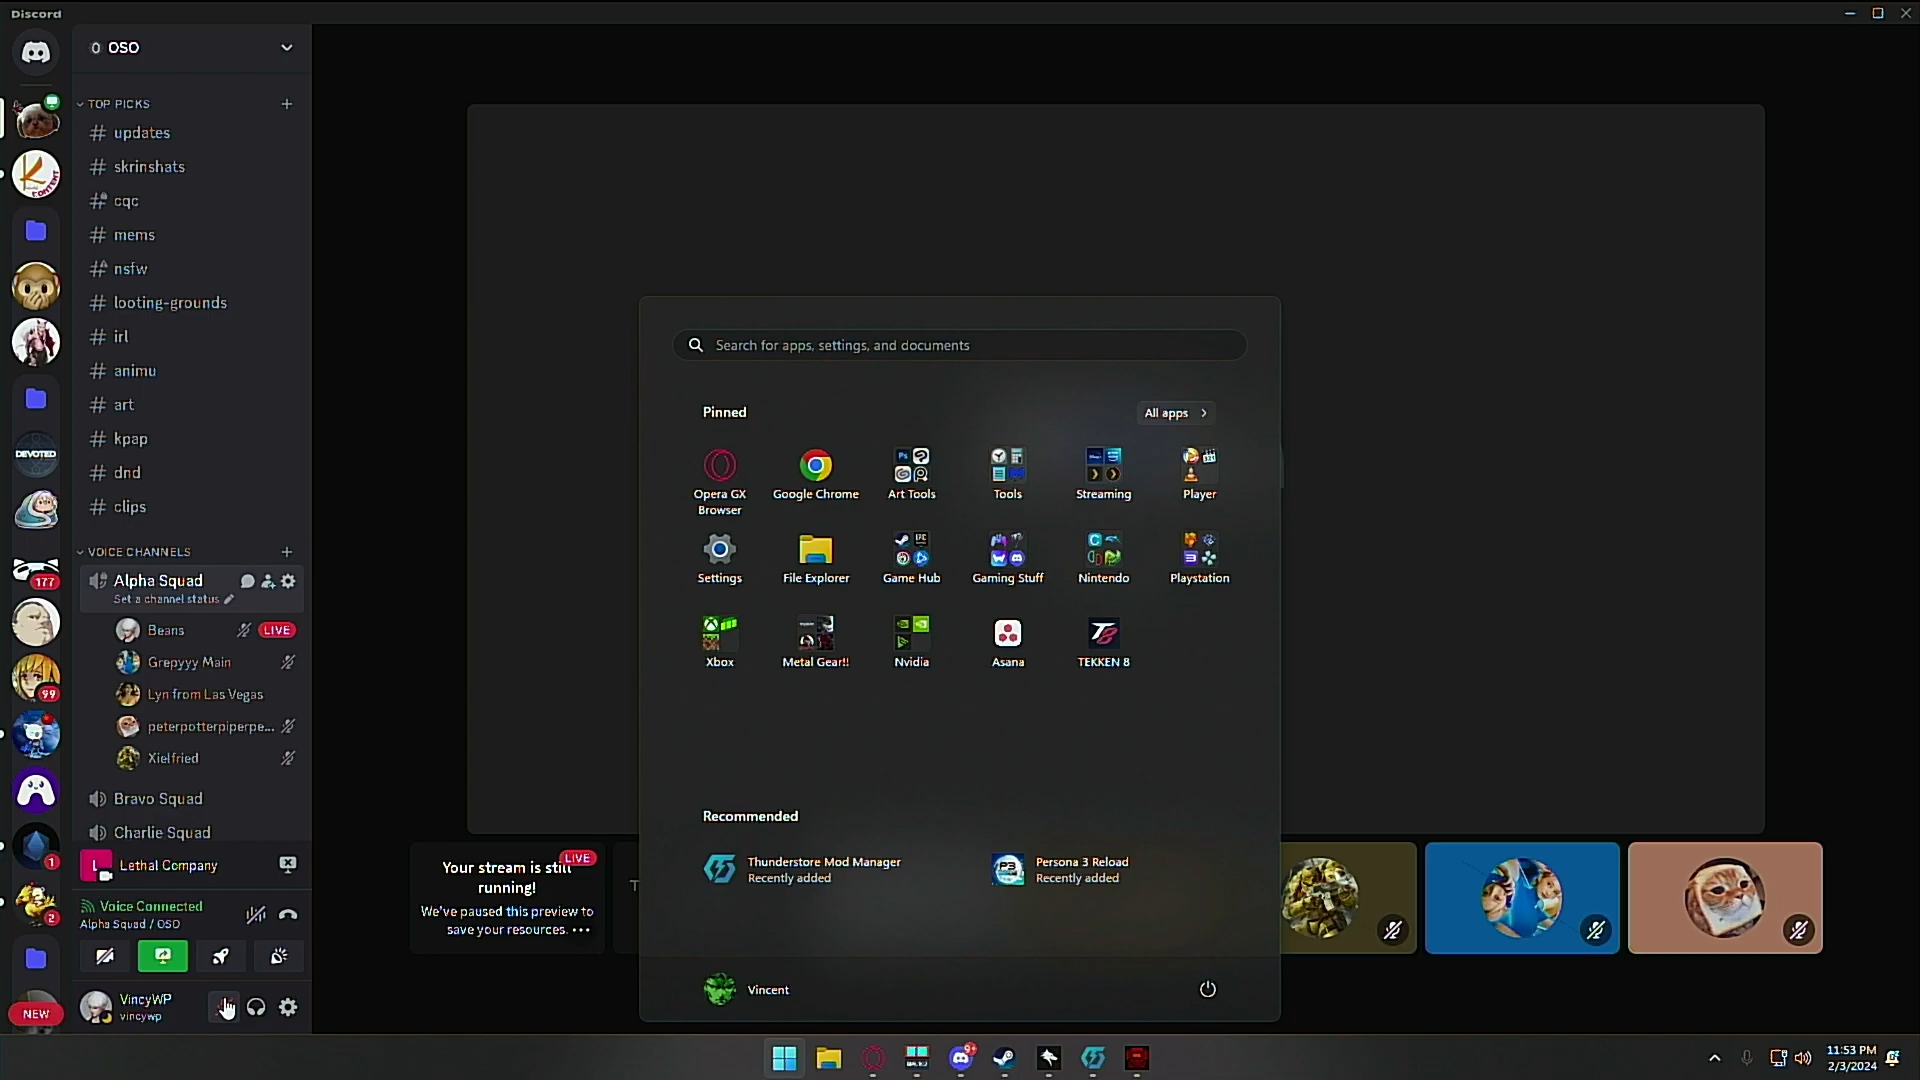 Discord
OSO
TOP PICKS
updates
skrinshats
cqc
mems
nsfw
looting-grounds
irl
animu
art
kpap
dnd
clips
VOICE CHANNELS
Alpha Squad
Set a channel status
Beans
LIVE
Grepyyy Main
Lyn from Las Vegas
peterpotterpiperpe...
Xielfried
Bravo Squad
Charlie Squad
L
Lethal Company
Voice Connected
Alpha Squad / OSO
VincyWP
vincywp
DEVOTED
177
99
1
2
NEW
Search for apps, settings, and documents
Pinned
All apps
Opera GX
Browser
Google Chrome
Art Tools
Tools
Streaming
Player
Settings
File Explorer
Game Hub
Gaming Stuff
Nintendo
Playstation
Xbox
Metal Gear!!
Nvidia
Asana
TEKKEN 8
Recommended
Thunderstore Mod Manager
Recently added
Persona 3 Reload
Recently added
Vincent
LIVE
Your stream is still
running!
We've paused this preview to
save your resources.
T
9+
11:53 PM
2/3/2024